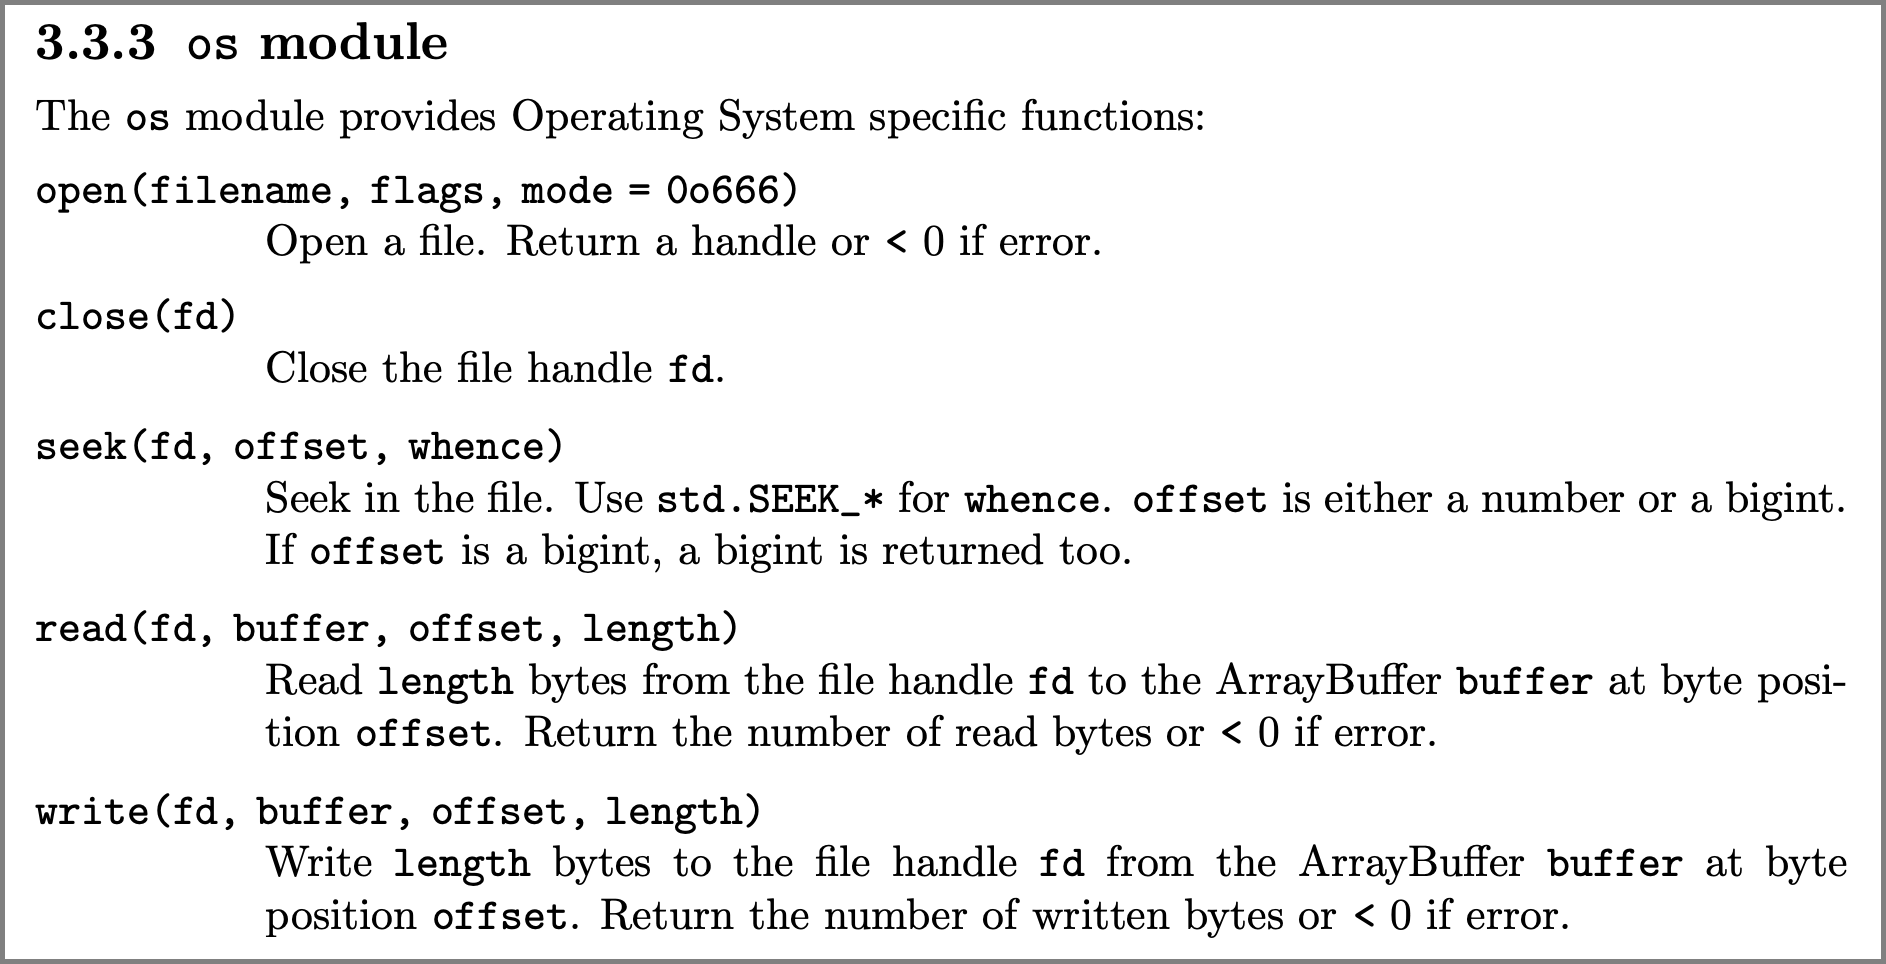 3.3.3 os module
The os module provides Operating System specific functions:
open(filename, flags, mode = 0o666)
Open a file. Return a handle or < 0 if error.
close(fd)
Close the file handle fd.
seek(fd, offset, whence)
Seek in the file. Use std.SEEK_* for whence. offset is either a number or a bigint.
If offset is a bigint, a bigint is returned too.
read(fd, buffer, offset, length)
Read length bytes from the file handle fd to the ArrayBuffer buffer at byte posi-
tion offset. Return the number of read bytes or < 0 if error.
write(fd, buffer, offset, length)
Write length bytes to the file handle fd from the ArrayBuffer buffer at byte
position offset. Return the number of written bytes or < 0 if error.